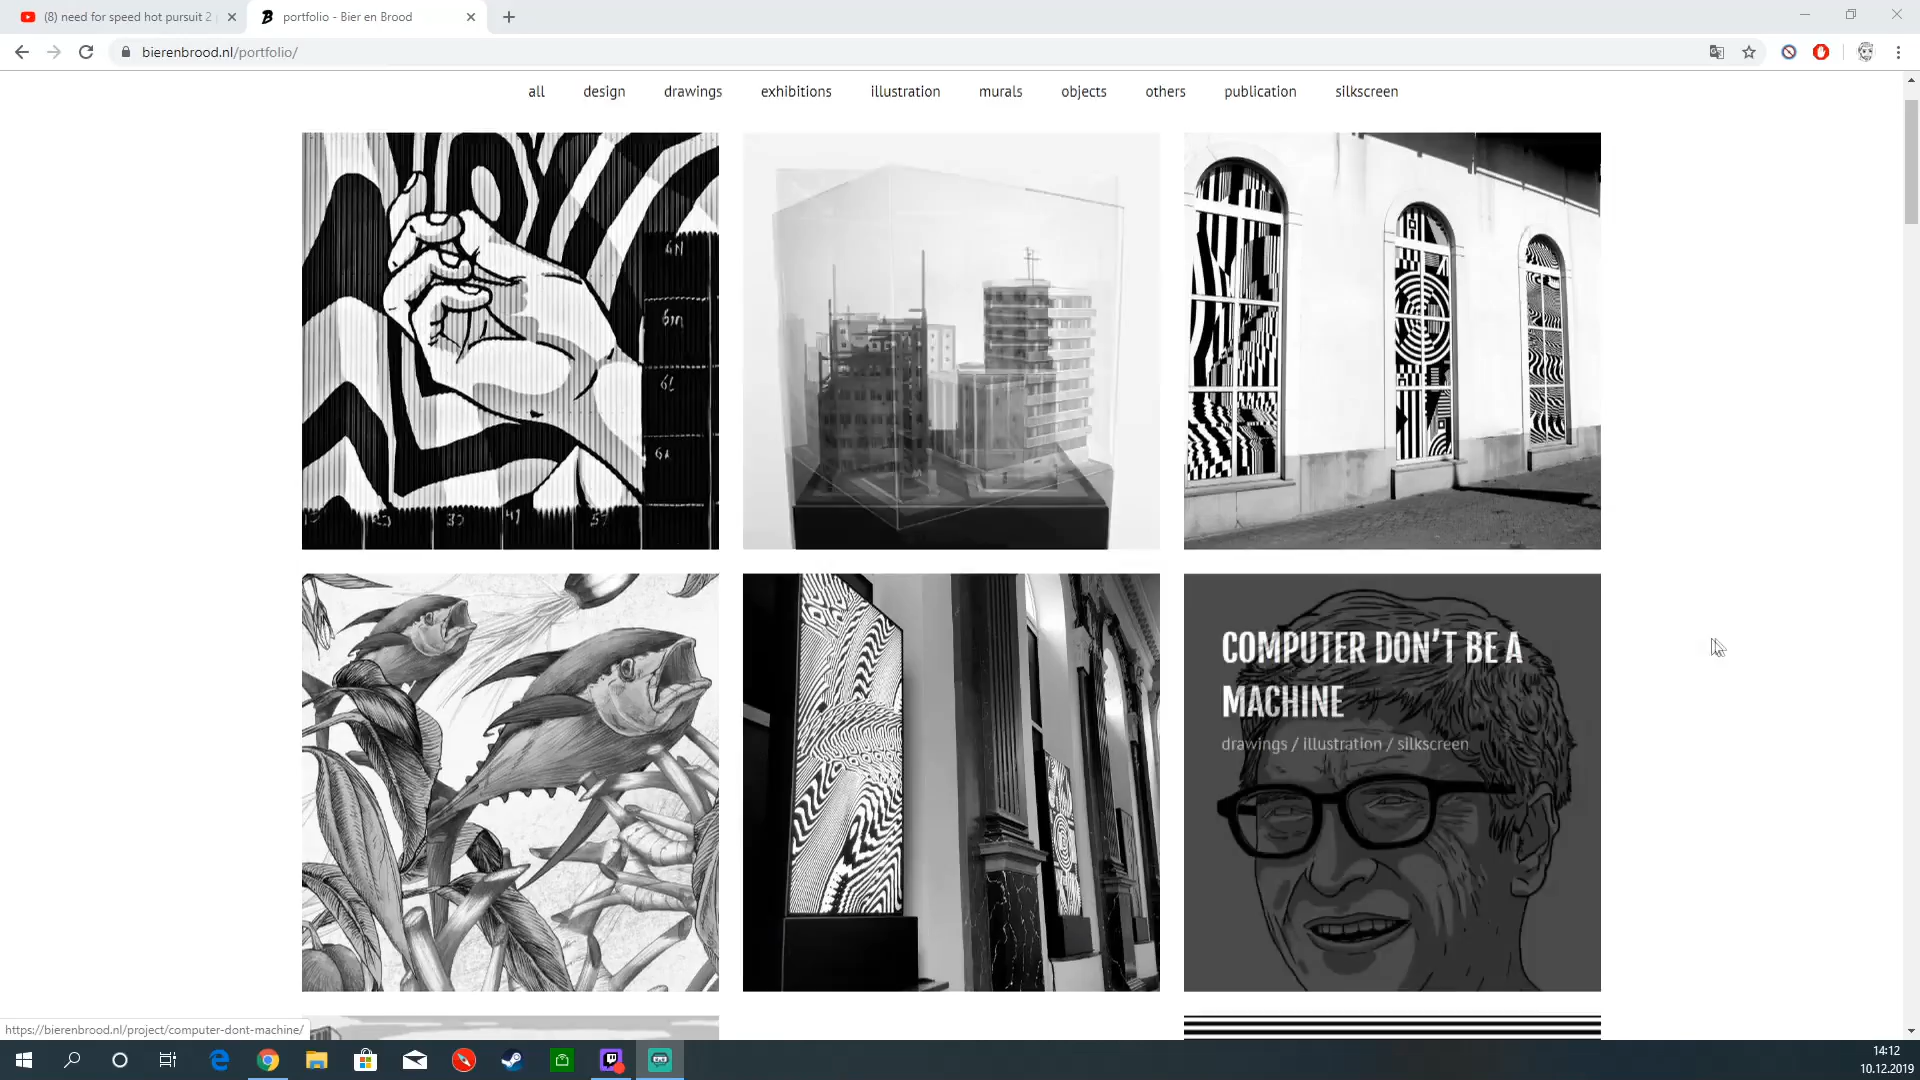 (8) need for speed hot pursuit 2
portfolio - Bier en Brood
bierenbrood.nl/portfolio/
all design drawings exhibitions illustration murals objects others publication silkscreen
COMPUTER DON'T BE A
MACHINE
drawings / illustration / silkscreen
https://bierenbrood.nl/project/computer-dont-machine/
14:12
10.12.2019